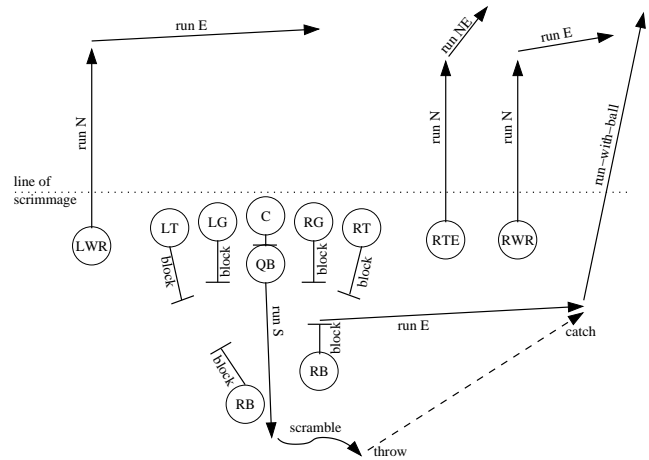 run E
run NE
run E
run N
run N
run N
run-with-ball
line of
scrimmage
LWR
LT
LG
C
RG
RT
RTE
RWR
QB
block
block
block
block
run S
run E
block
catch
RB
block
RB
scramble
throw